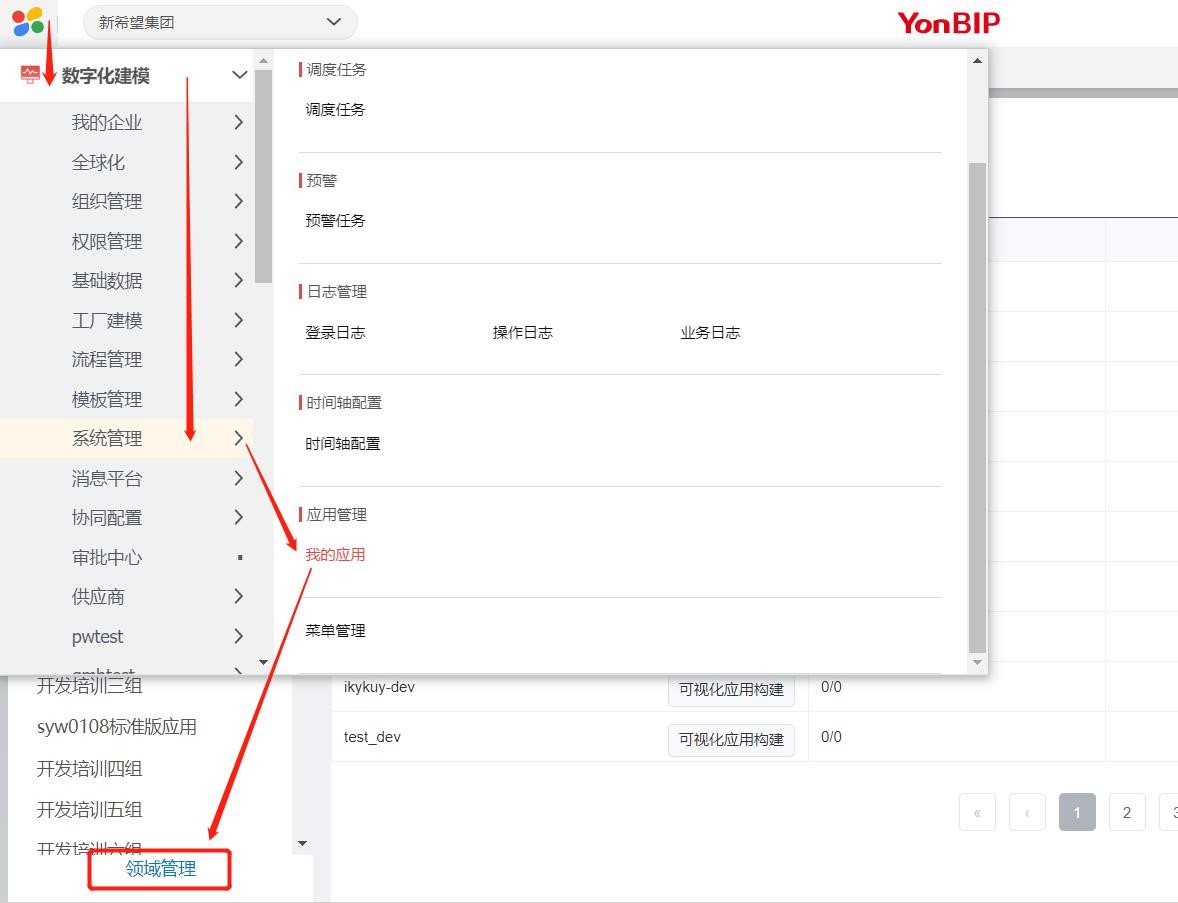 新希望集团
YonBIP
数字化建模
我的企业
全球化
组织管理
权限管理
基础数据
工厂建模
流程管理
模板管理
系统管理
消息平台
协同配置
审批中心
供应商
pwtest
调度任务
调度任务
预警
预警任务
日志管理
登录日志 操作日志 业务日志
时间轴配置
时间轴配置
应用管理
我的应用
菜单管理
开发培训三组
syw0108标准版应用
开发培训四组
开发培训五组
开发培训六组
领域管理
ikykuy-dev 可视化应用构建 0/0
test_dev 可视化应用构建 0/0
« ‹ 1 2 3